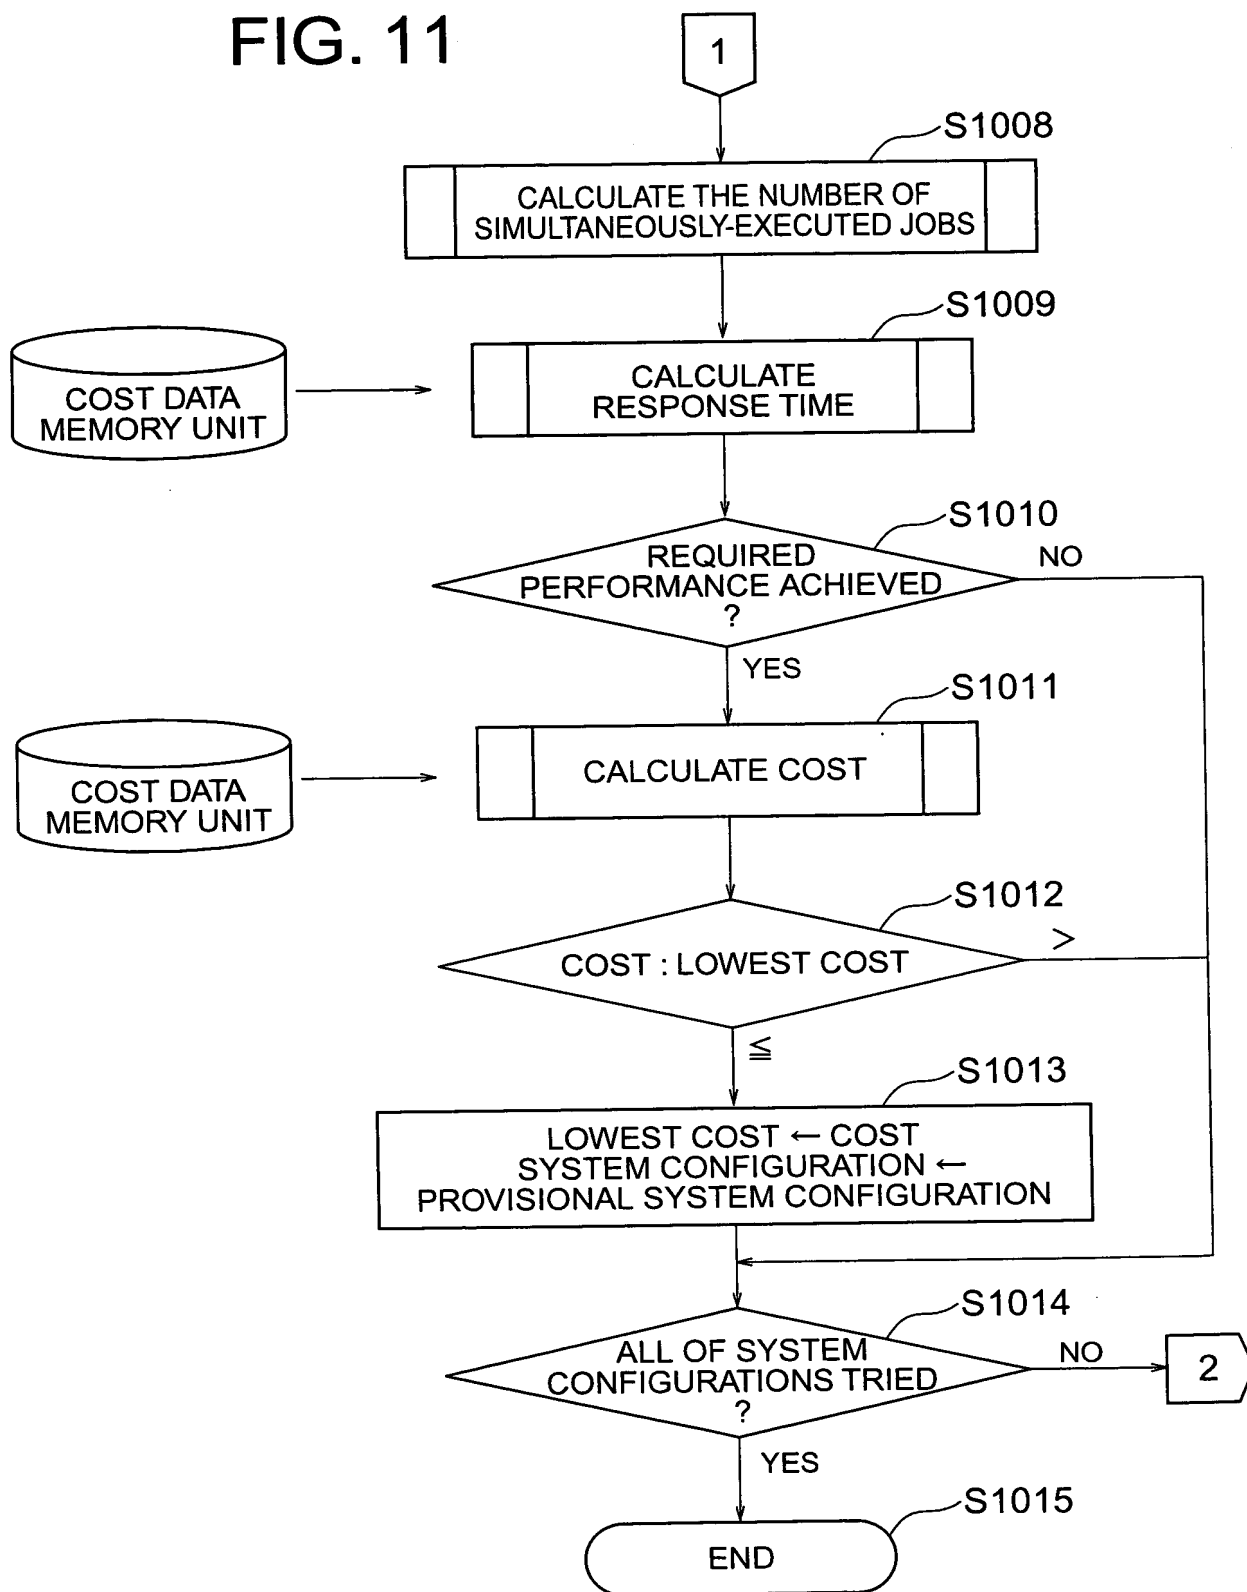 FIG. 11
1
S1008
CALCULATE THE NUMBER OF
SIMULTANEOUSLY-EXECUTED JOBS
S1009
COST DATA
MEMORY UNIT
CALCULATE
RESPONSE TIME
S1010
REQUIRED
PERFORMANCE ACHIEVED
?
NO
YES
S1011
COST DATA
MEMORY UNIT
CALCULATE COST
S1012
COST : LOWEST COST
>
≦
S1013
LOWEST COST ← COST
SYSTEM CONFIGURATION ←
PROVISIONAL SYSTEM CONFIGURATION
S1014
ALL OF SYSTEM
CONFIGURATIONS TRIED
?
NO
2
YES
S1015
END